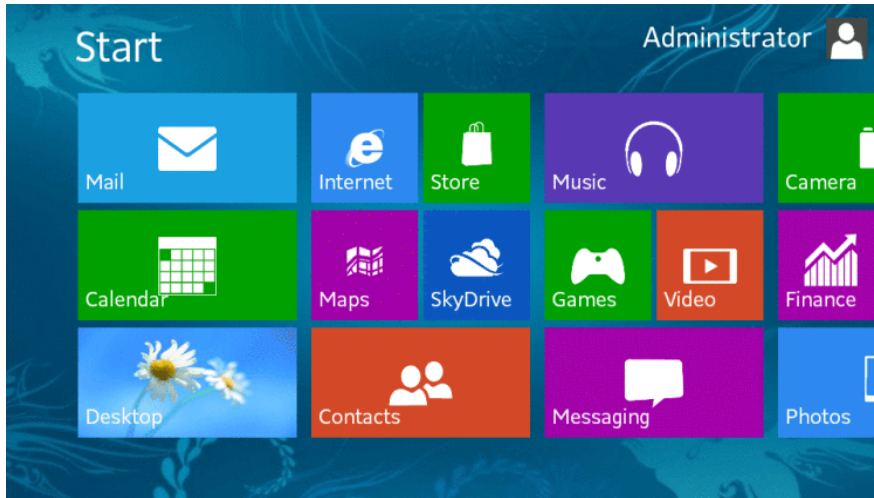 Start
Administrator
Mail
Internet
Store
Music
Camera
Calendar
Maps
SkyDrive
Games
Video
Finance
Desktop
Contacts
Messaging
Photos